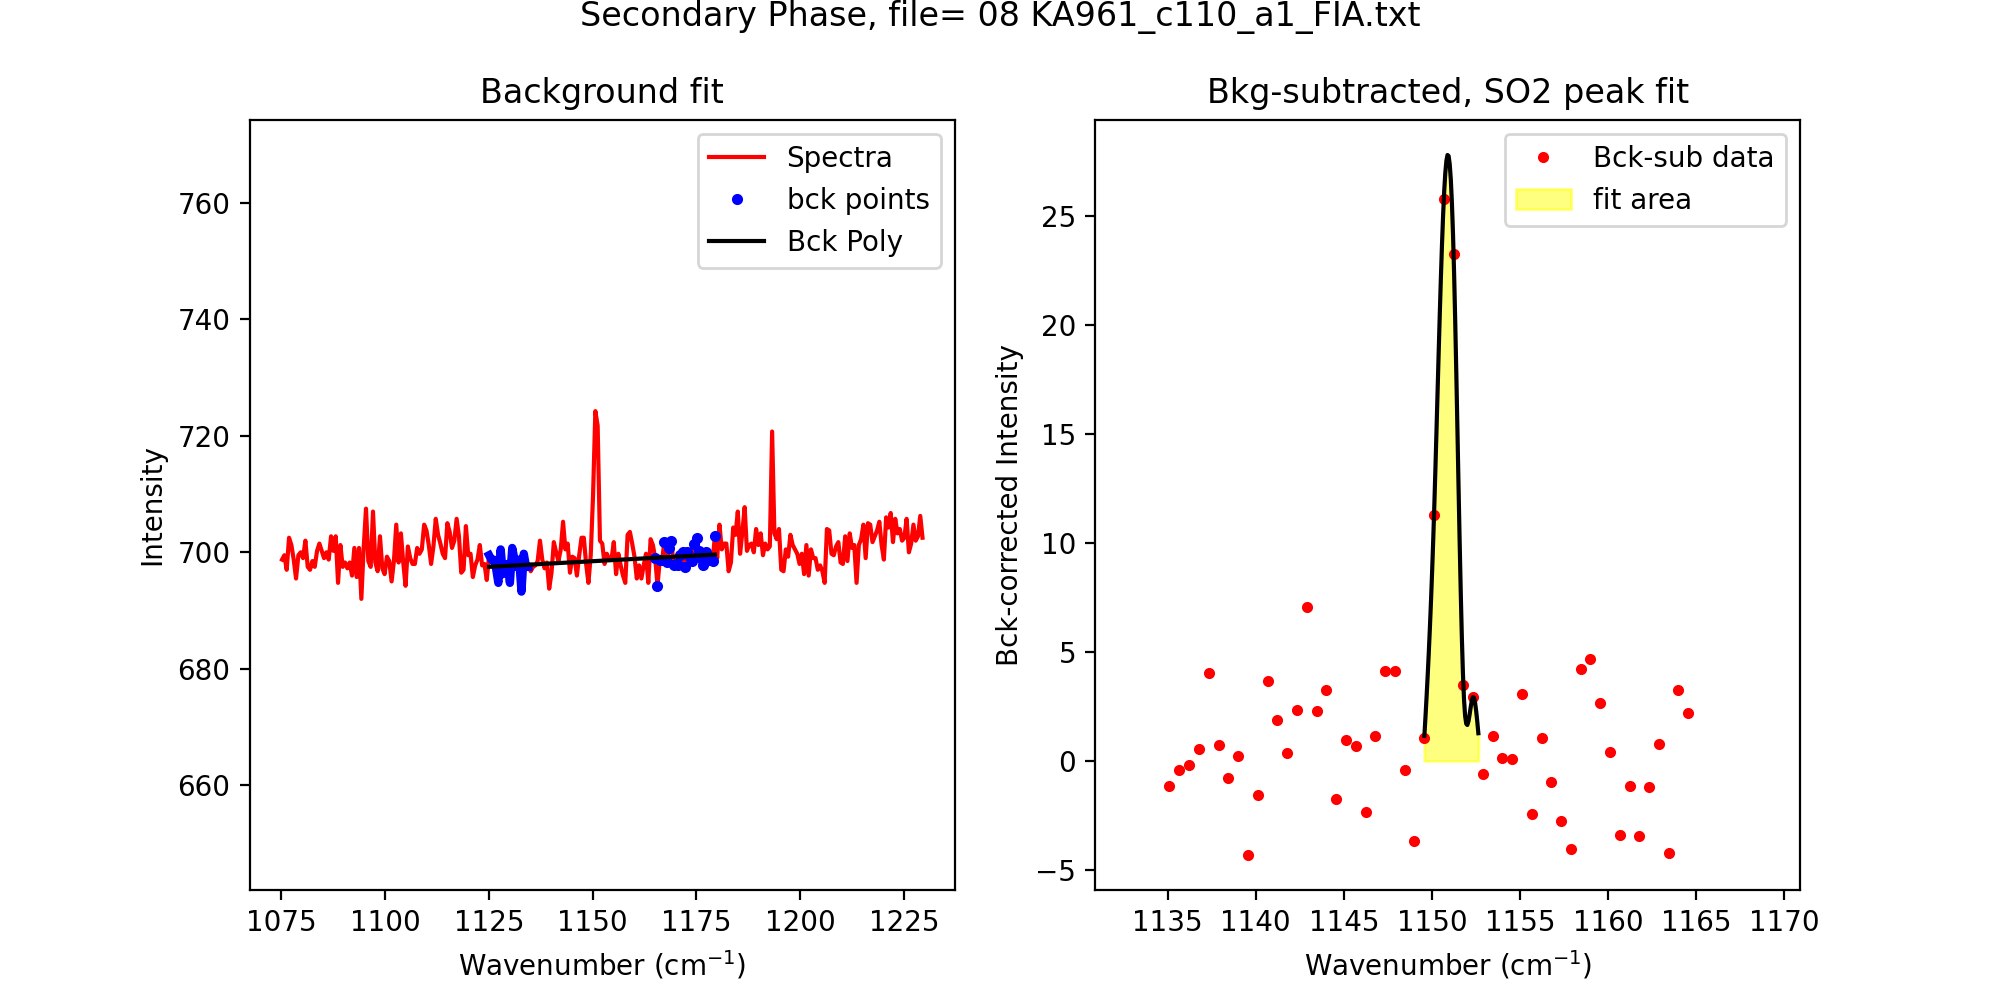 Secondary Phase, file= 08 KA961_c110_a1_FIA.txt
Background fit
Intensity
760
740
720
700
680
660
1075 1100 1125 1150 1175 1200 1225
Wavenumber (cm⁻¹)
Spectra
bck points
Bck Poly
Bkg-subtracted, SO2 peak fit
Bck-corrected Intensity
25
20
15
10
5
0
−5
1135 1140 1145 1150 1155 1160 1165 1170
Wavenumber (cm⁻¹)
Bck-sub data
fit area